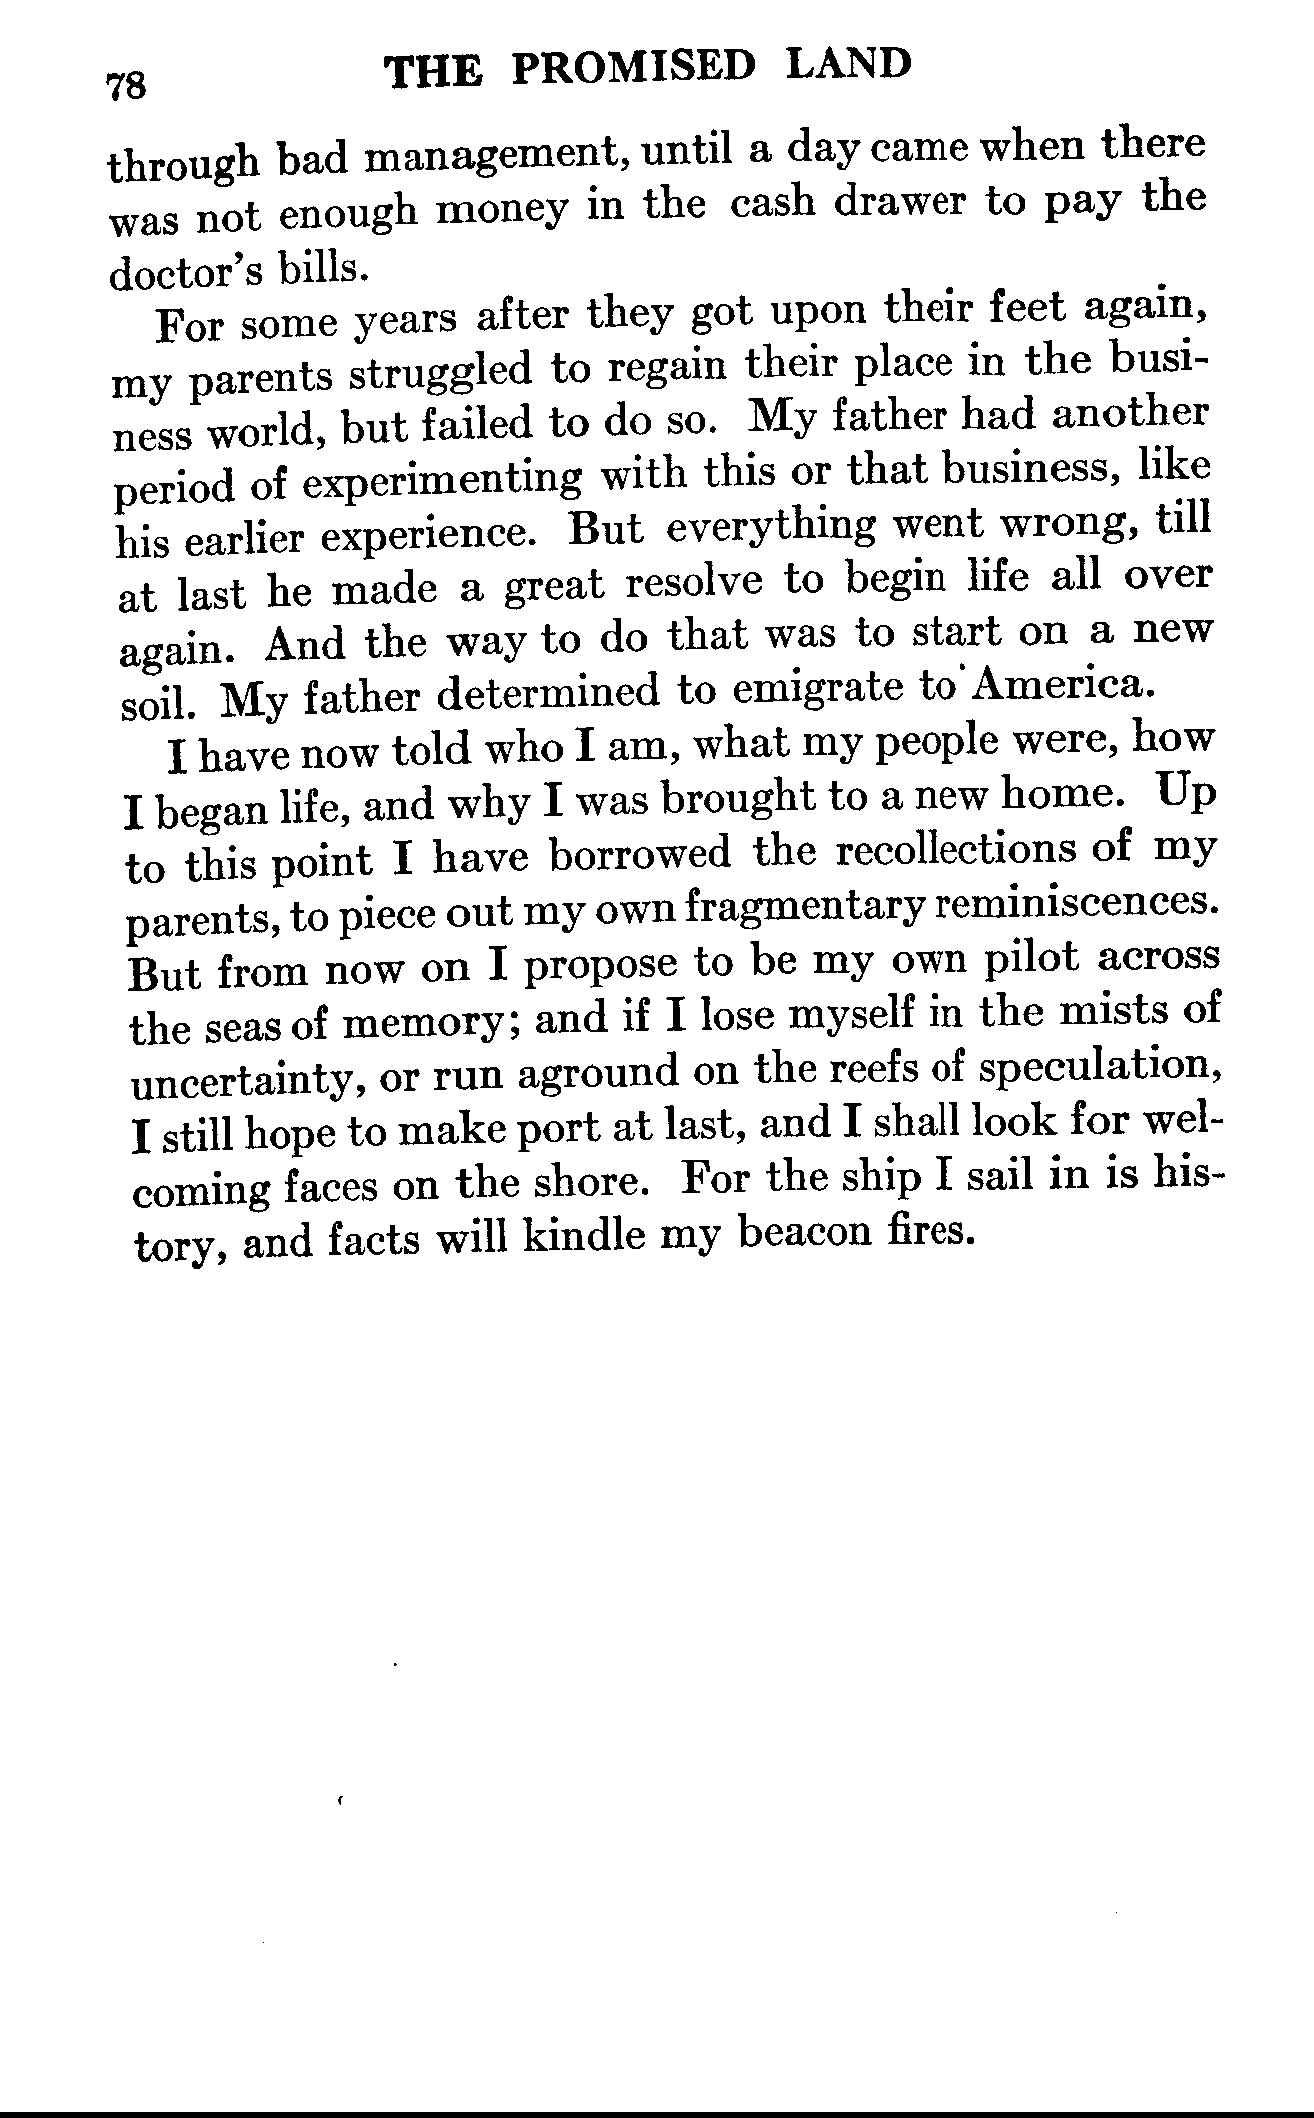 78 THE PROMISED LAND
through bad management, until a day came when there
was not enough money in the cash drawer to pay the
doctor's bills.
For some years after they got upon their feet again,
my parents struggled to regain their place in the busi-
ness world, but failed to do so. My father had another
period of experimenting with this or that business, like
his earlier experience. But everything went wrong, till
at last he made a great resolve to begin life all over
again. And the way to do that was to start on a new
soil. My father determined to emigrate to America.
I have now told who I am, what my people were, how
I began life, and why I was brought to a new home. Up
to this point I have borrowed the recollections of my
parents, to piece out my own fragmentary reminiscences.
But from now on I propose to be my own pilot across
the seas of memory; and if I lose myself in the mists of
uncertainty, or run aground on the reefs of speculation,
I still hope to make port at last, and I shall look for wel-
coming faces on the shore. For the ship I sail in is his-
tory, and facts will kindle my beacon fires.